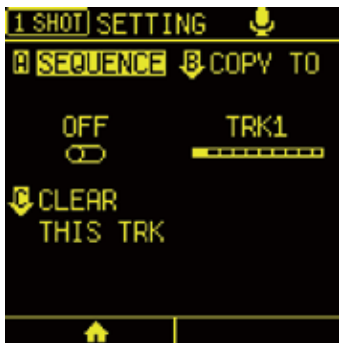 1 SHOT SETTING
A SEQUENCE B COPY TO
OFF TRK1
C CLEAR
THIS TRK